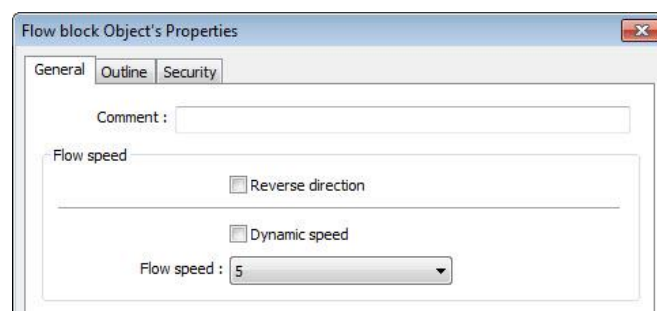 Flow block Object's Properties
General Outline Security
Comment :
Flow speed
Reverse direction
Dynamic speed
Flow speed : 5